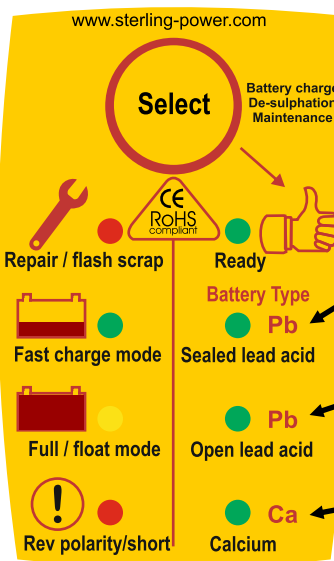 www.sterling-power.com
Select
Battery charge
De-sulphation
Maintenance
CE
RoHS
compliant
Repair / flash scrap
Ready
Battery Type
Pb
Fast charge mode
Sealed lead acid
Pb
Full / float mode
Open lead acid
!
Ca
Rev polarity/short
Calcium